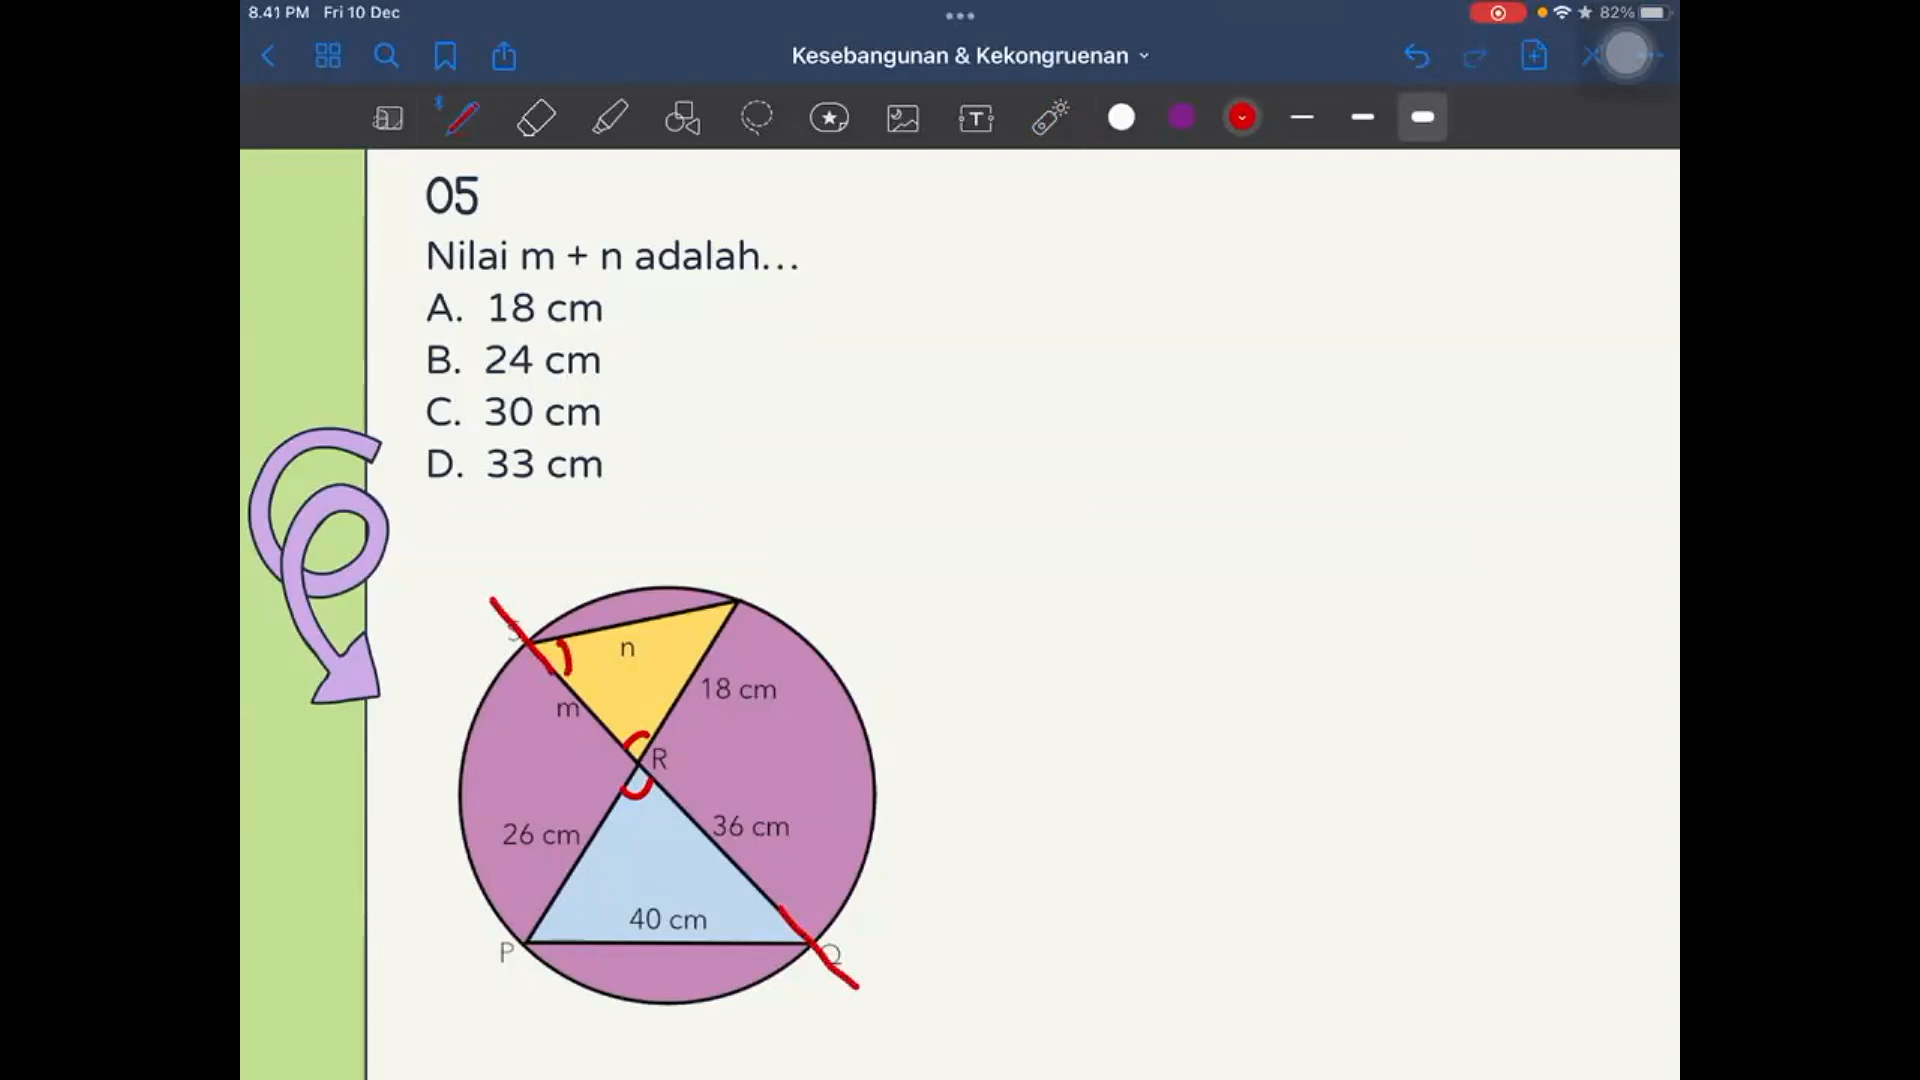 8.41 PM Fri 10 Dec
82%
Kesebangunan & Kekongruenan
T
05
Nilai m + n adalah...
A. 18 cm
B. 24 cm
C. 30 cm
D. 33 cm
S
n
18 cm
m
R
26 cm
36 cm
40 cm
P
Q